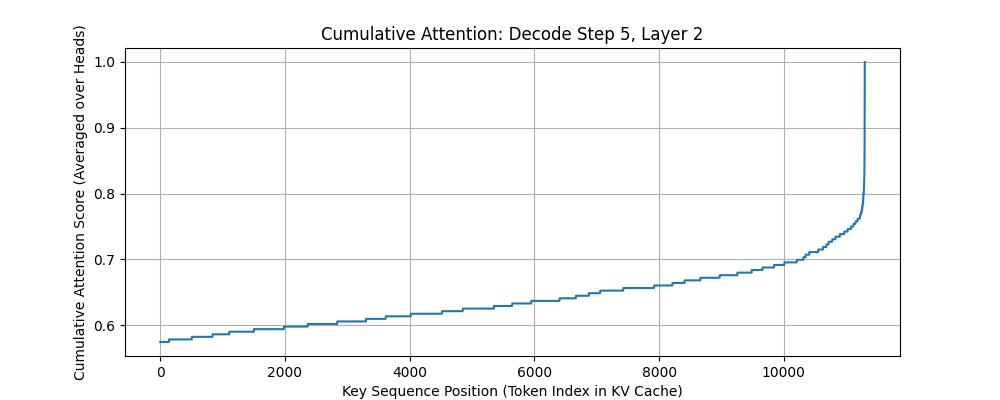 Cumulative Attention: Decode Step 5, Layer 2
Cumulative Attention Score (Averaged over Heads)
1.0
0.9
0.8
0.7
0.6
0 2000 4000 6000 8000 10000
Key Sequence Position (Token Index in KV Cache)